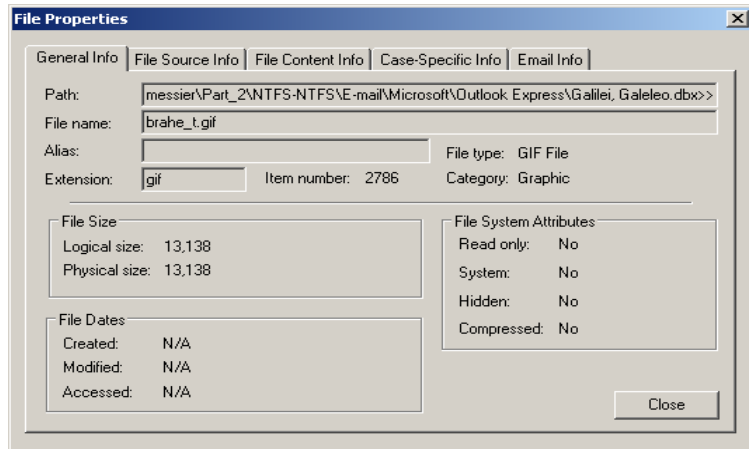 File Properties
General Info File Source Info File Content Info Case-Specific Info Email Info
Path: messier\Part_2\NTFS-NTFS\E-mail\Microsoft\Outlook Express\Galilei, Galeleo.dbx>>
File name: brahe_t.gif
Alias: File type: GIF File
Extension: gif Item number: 2786 Category: Graphic
File Size
Logical size: 13,138
Physical size: 13,138
File Dates
Created: N/A
Modified: N/A
Accessed: N/A
File System Attributes
Read only: No
System: No
Hidden: No
Compressed: No
Close